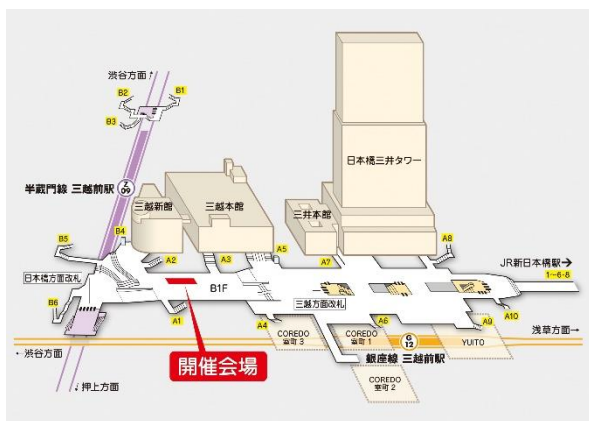 渋谷方面↑
B2
B1
B3
日本橋三井タワー
半蔵門線 三越前駅
Z
09
三越新館
三越本館
三井本館
B4
B5
A2
A3
A5
A7
A8
JR新日本橋駅→
1~6・8
日本橋方面改札
B1F
三越方面改札
B6
A1
A4
A6
A9
A10
COREDO
室町 3
COREDO
室町 1
G
12
YUITO
浅草方面→
←渋谷方面
開催会場
銀座線 三越前駅
COREDO
室町 2
↓押上方面